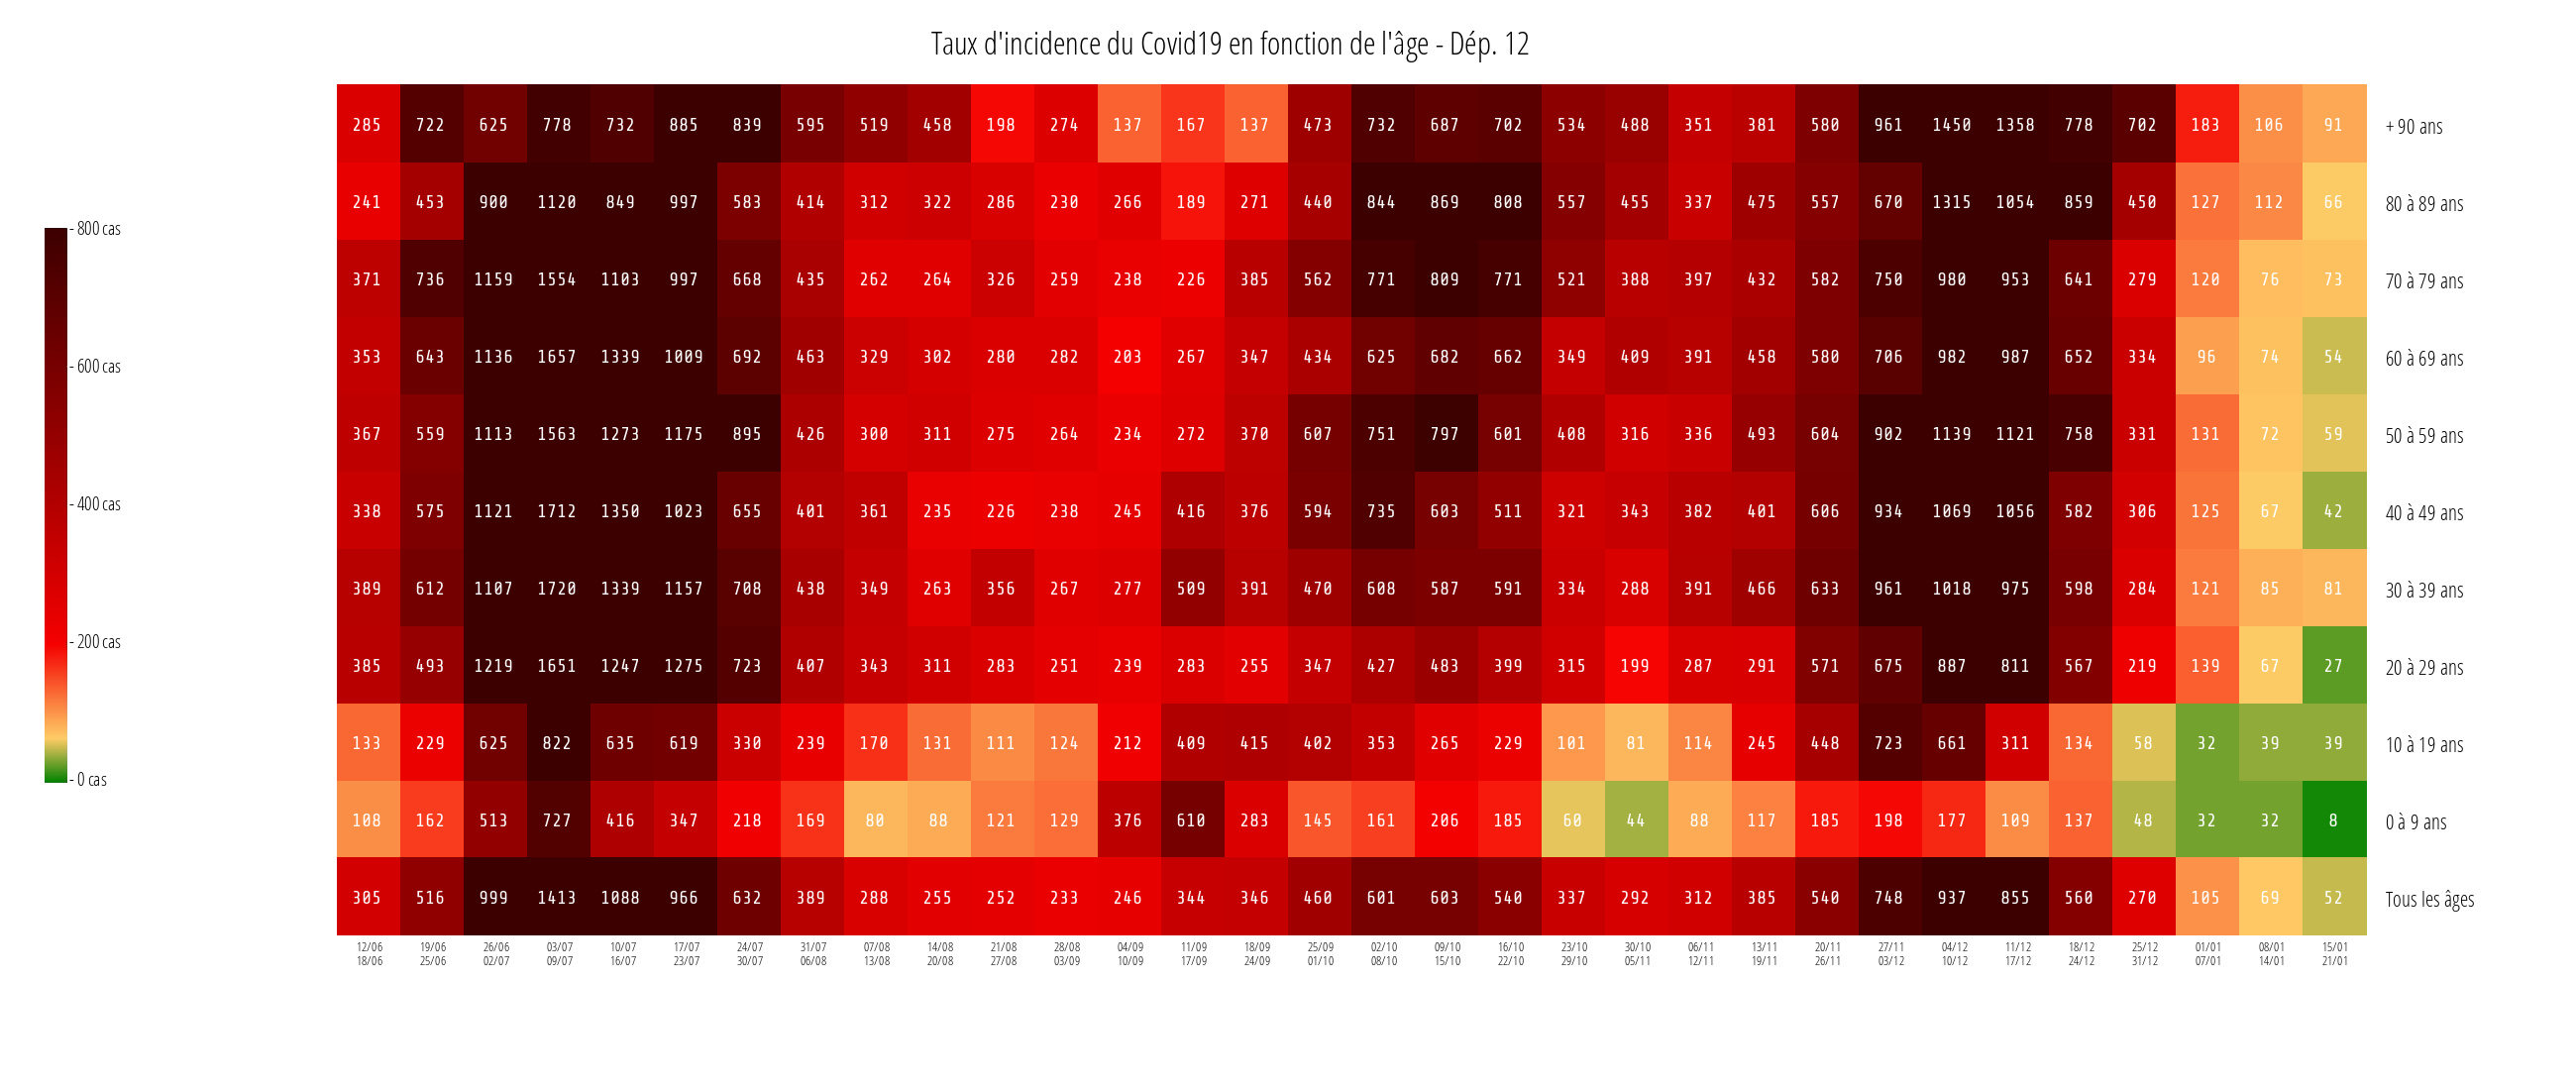 Taux d'incidence du Covid19 en fonction de l'âge - Dép. 12
- 800 cas
- 600 cas
- 400 cas
- 200 cas
- 0 cas
285 722 625 778 732 885 839 595 519 458 198 274 137 167 137 473 732 687 702 534 488 351 381 580 961 1450 1358 778 702 183 106 91 + 90 ans
241 453 900 1120 849 997 583 414 312 322 286 230 266 189 271 440 844 869 808 557 455 337 475 557 670 1315 1054 859 450 127 112 66 80 à 89 ans
371 736 1159 1554 1103 997 668 435 262 264 326 259 238 226 385 562 771 809 771 521 388 397 432 582 750 980 953 641 279 120 76 73 70 à 79 ans
353 643 1136 1657 1339 1009 692 463 329 302 280 282 203 267 347 434 625 682 662 349 409 391 458 580 706 982 987 652 334 96 74 54 60 à 69 ans
367 559 1113 1563 1273 1175 895 426 300 311 275 264 234 272 370 607 751 797 601 408 316 336 493 604 902 1139 1121 758 331 131 72 59 50 à 59 ans
338 575 1121 1712 1350 1023 655 401 361 235 226 238 245 416 376 594 735 603 511 321 343 382 401 606 934 1069 1056 582 306 125 67 42 40 à 49 ans
389 612 1107 1720 1339 1157 708 438 349 263 356 267 277 509 391 470 608 587 591 334 288 391 466 633 961 1018 975 598 284 121 85 81 30 à 39 ans
385 493 1219 1651 1247 1275 723 407 343 311 283 251 239 283 255 347 427 483 399 315 199 287 291 571 675 887 811 567 219 139 67 27 20 à 29 ans
133 229 625 822 635 619 330 239 170 131 111 124 212 409 415 402 353 265 229 101 81 114 245 448 723 661 311 134 58 32 39 39 10 à 19 ans
108 162 513 727 416 347 218 169 80 88 121 129 376 610 283 145 161 206 185 60 44 88 117 185 198 177 109 137 48 32 32 8 0 à 9 ans
305 516 999 1413 1088 966 632 389 288 255 252 233 246 344 346 460 601 603 540 337 292 312 385 540 748 937 855 560 270 105 69 52 Tous les âges
12/06 19/06 26/06 03/07 10/07 17/07 24/07 31/07 07/08 14/08 21/08 28/08 04/09 11/09 18/09 25/09 02/10 09/10 16/10 23/10 30/10 06/11 13/11 20/11 27/11 04/12 11/12 18/12 25/12 01/01 08/01 15/01
18/06 25/06 02/07 09/07 16/07 23/07 30/07 06/08 13/08 20/08 27/08 03/09 10/09 17/09 24/09 01/10 08/10 15/10 22/10 29/10 05/11 12/11 19/11 26/11 03/12 10/12 17/12 24/12 31/12 07/01 14/01 21/01